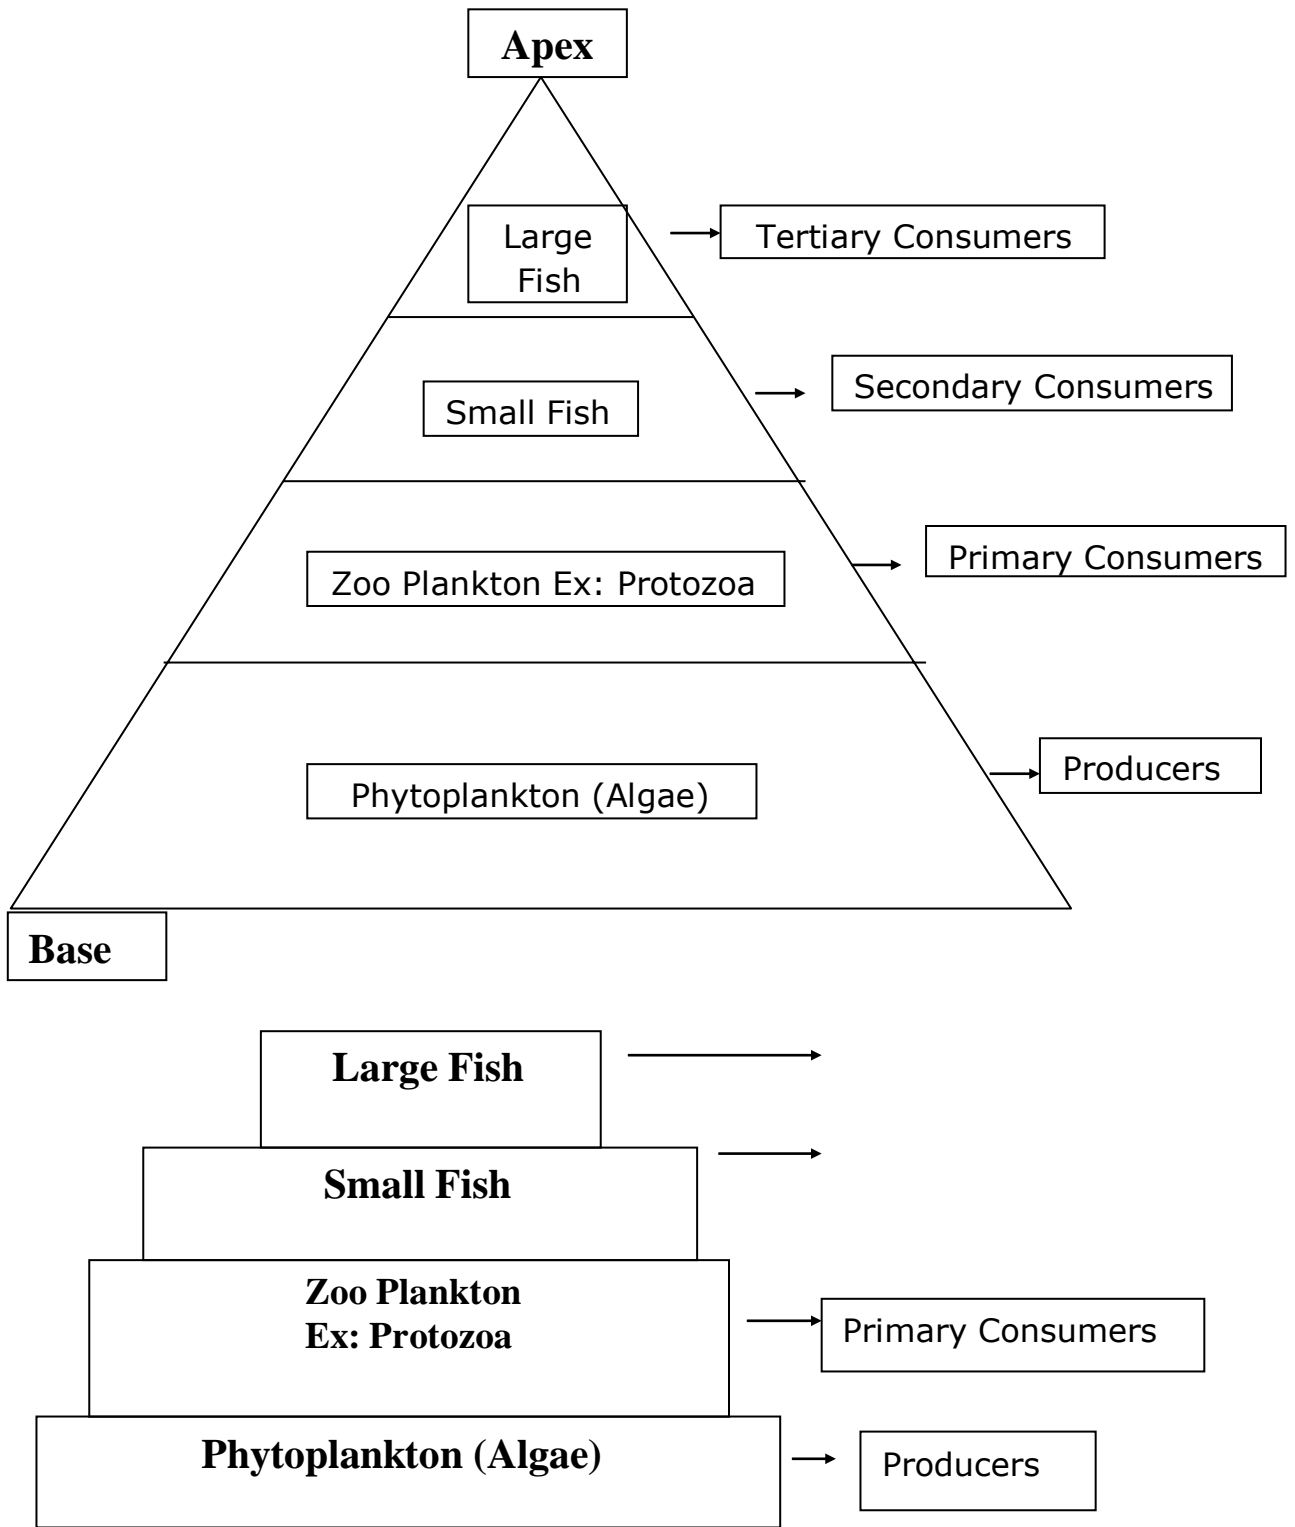 Apex
Large
Fish
Tertiary Consumers
Small Fish
Secondary Consumers
Zoo Plankton Ex: Protozoa
Primary Consumers
Phytoplankton (Algae)
Producers
Base
Large Fish
Small Fish
Zoo Plankton
Ex: Protozoa
Primary Consumers
Phytoplankton (Algae)
Producers